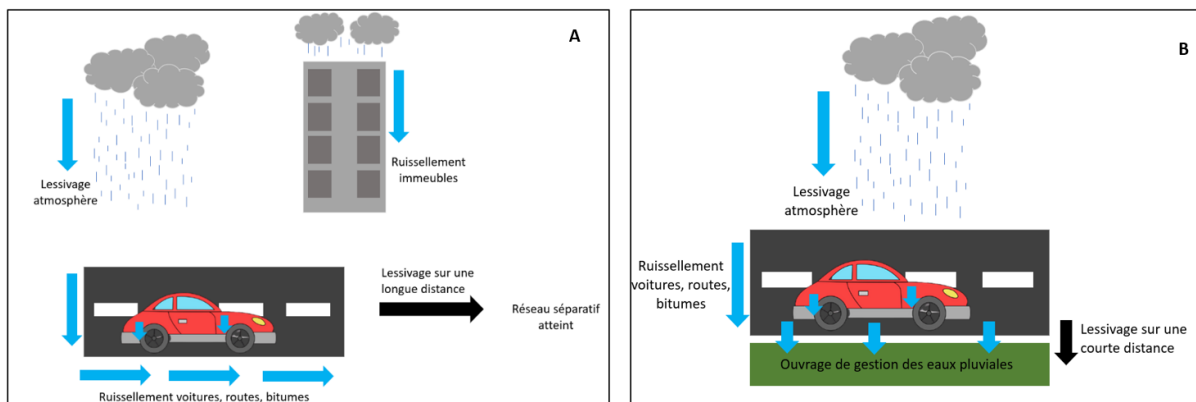 A
Lessivage
atmosphère
Ruissellement
immeubles
Lessivage sur une
longue distance
Réseau séparatif
atteint
Ruissellement voitures, routes, bitumes
B
Lessivage
atmosphère
Ruissellement
voitures, routes,
bitumes
Lessivage sur une
courte distance
Ouvrage de gestion des eaux pluviales